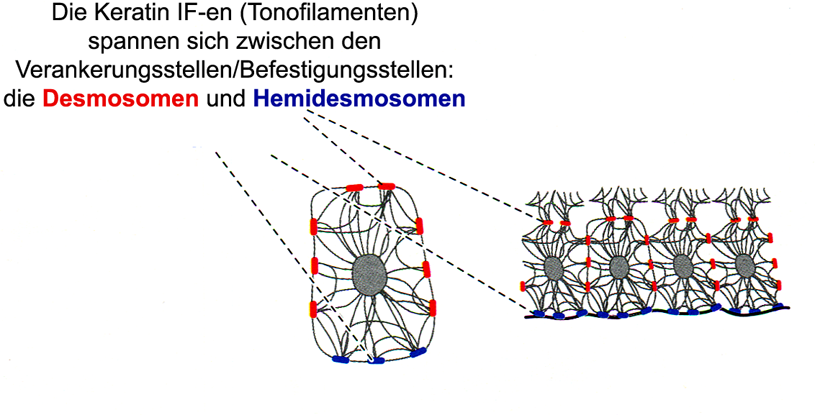 Die Keratin IF-en (Tonofilamenten)
spannen sich zwischen den
Verankerungsstellen/Befestigungsstellen:
die Desmosomen und Hemidesmosomen